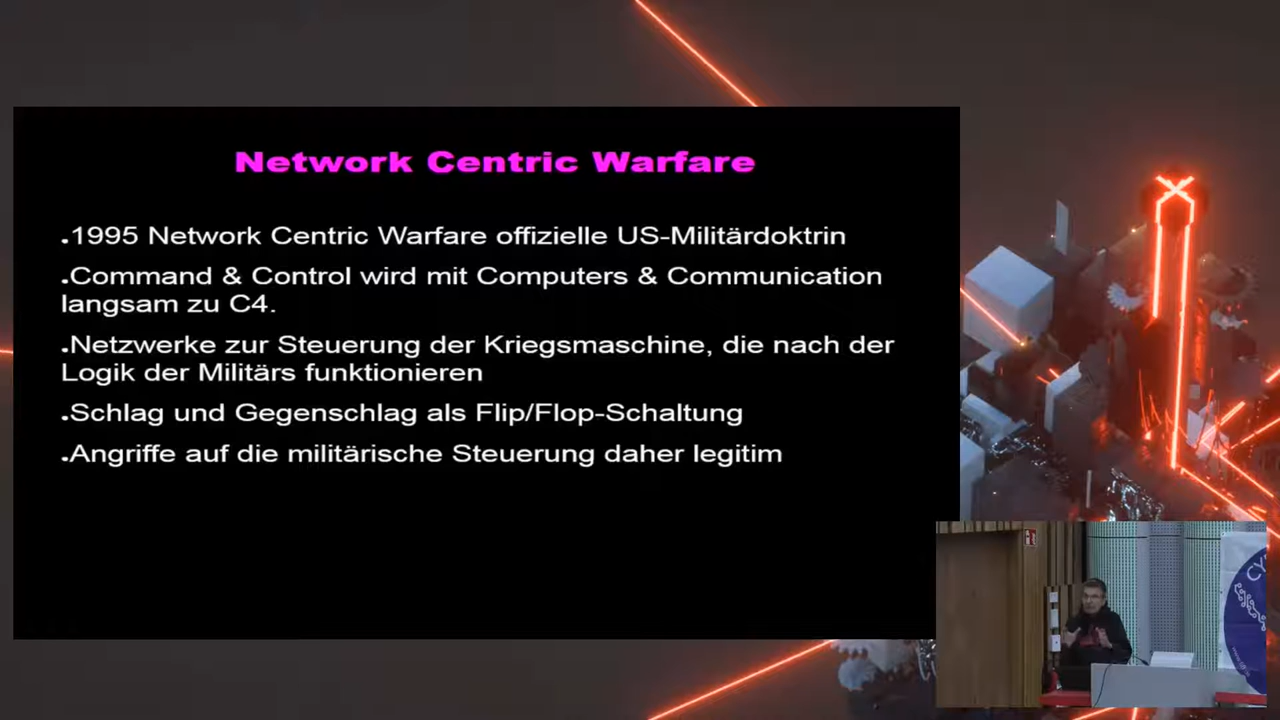 Network Centric Warfare
.1995 Network Centric Warfare offizielle US-Militärdoktrin
.Command & Control wird mit Computers & Communication
langsam zu C4.
.Netzwerke zur Steuerung der Kriegsmaschine, die nach der
Logik der Militärs funktionieren
.Schlag und Gegenschlag als Flip/Flop-Schaltung
.Angriffe auf die militärische Steuerung daher legitim
CY